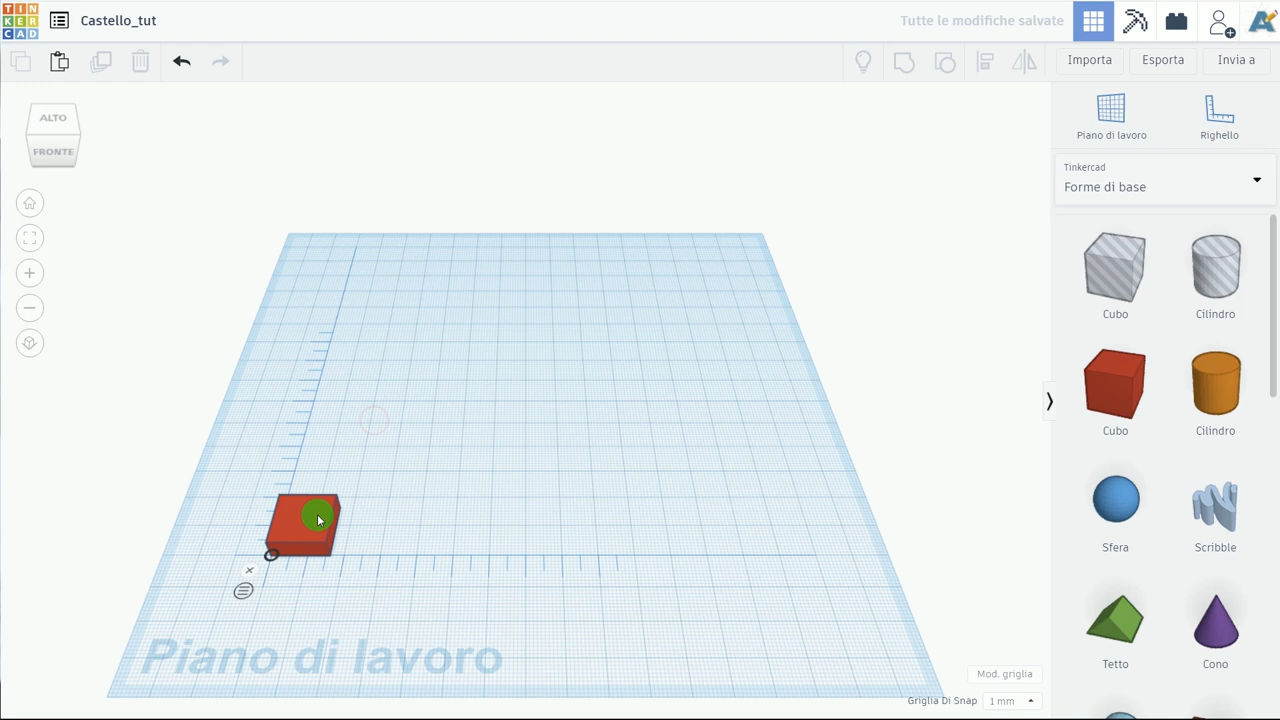 TIN
KER
CAD
Castello_tut
Tutte le modifiche salvate
Importa
Esporta
Invia a
ALTO
FRONTE
Piano di lavoro
Righello
Tinkercad
Forme di base
Cubo
Cilindro
Cubo
Cilindro
Sfera
Scribble
Tetto
Cono
Piano di lavoro
Mod. griglia
Griglia Di Snap
1 mm